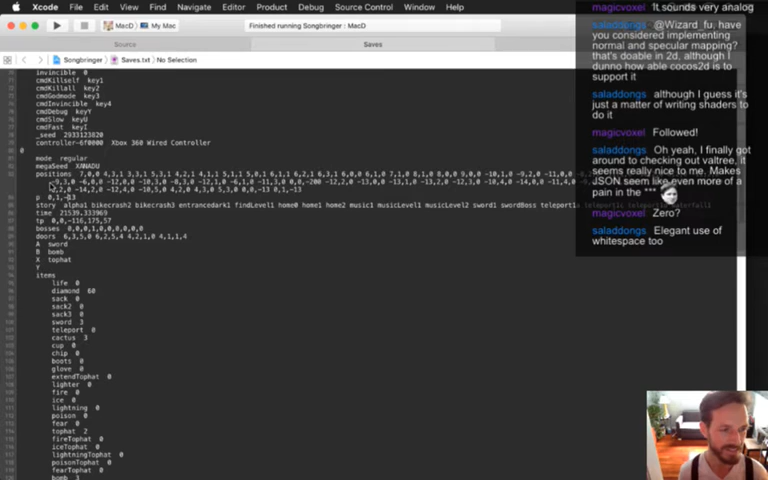 Xcode File Edit View Find Navigate Editor Product Debug Source Control Window Help
MacD My Mac
Finished running Songbringer : MacD
Source
Saves
Songbringer Saves.txt No Selection
invincible 0
cmdKillself key1
cmdKillall key2
cmdGodmode key3
cmdInvincible key4
cmdDebug keyY
cmdSlow keyU
cmdFast keyI
_seed 2933123820
controller-6f0000 Xbox 360 Wired Controller
0
mode regular
megaSeed XANADU
positions
p 0,1,-13
story alpha1 bikecrash2 bikecrash3 entrancedark1 findLevel1 home0 home1 home2 music1 musicLevel1 musicLevel2 sword1 swordBoss
time 21539.333969
tp 0,0,-116,175,57
bosses 0,0,0,1,0,0,0,0,0
doors 6,3,5,0 6,2,5,4 4,2,1,0 4,1,1,4
A sword
B bomb
X tophat
Y
items
life 0
diamond 60
sack 0
sack2 0
sack3 0
sword 3
teleport 0
cactus 3
cup 0
chip 0
boots 0
glove 0
extendTophat 0
lighter 0
fire 0
ice 0
lightning 0
poison 0
fear 0
tophat 2
fireTophat 0
iceTophat 0
lightningTophat 0
poisonTophat 0
fearTophat 0
bomb 3
magicvoxel It sounds very analog
saladdongs @Wizard_fu, have
you considered implementing
normal and specular mapping?
that's doable in 2d, although I
dunno how able cocos2d is to
support it
saladdongs although I guess it's
just a matter of writing shaders to
do it
magicvoxel Followed!
saladdongs Oh yeah, I finally got
around to checking out valtree, it
seems really nice to me. Makes
JSON seem like even more of a
pain in the ***
magicvoxel Zero?
saladdongs Elegant use of
whitespace too